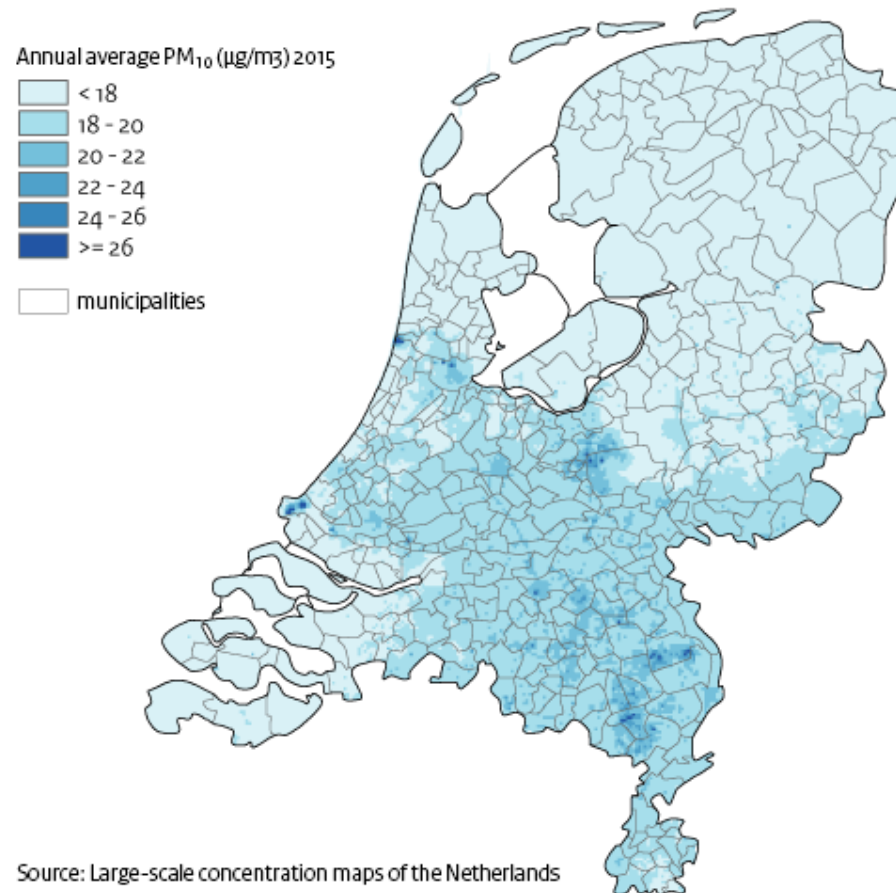 Annual average PM₁₀ (µg/m3) 2015
< 18
18 - 20
20 - 22
22 - 24
24 - 26
>= 26
municipalities
Source: Large-scale concentration maps of the Netherlands